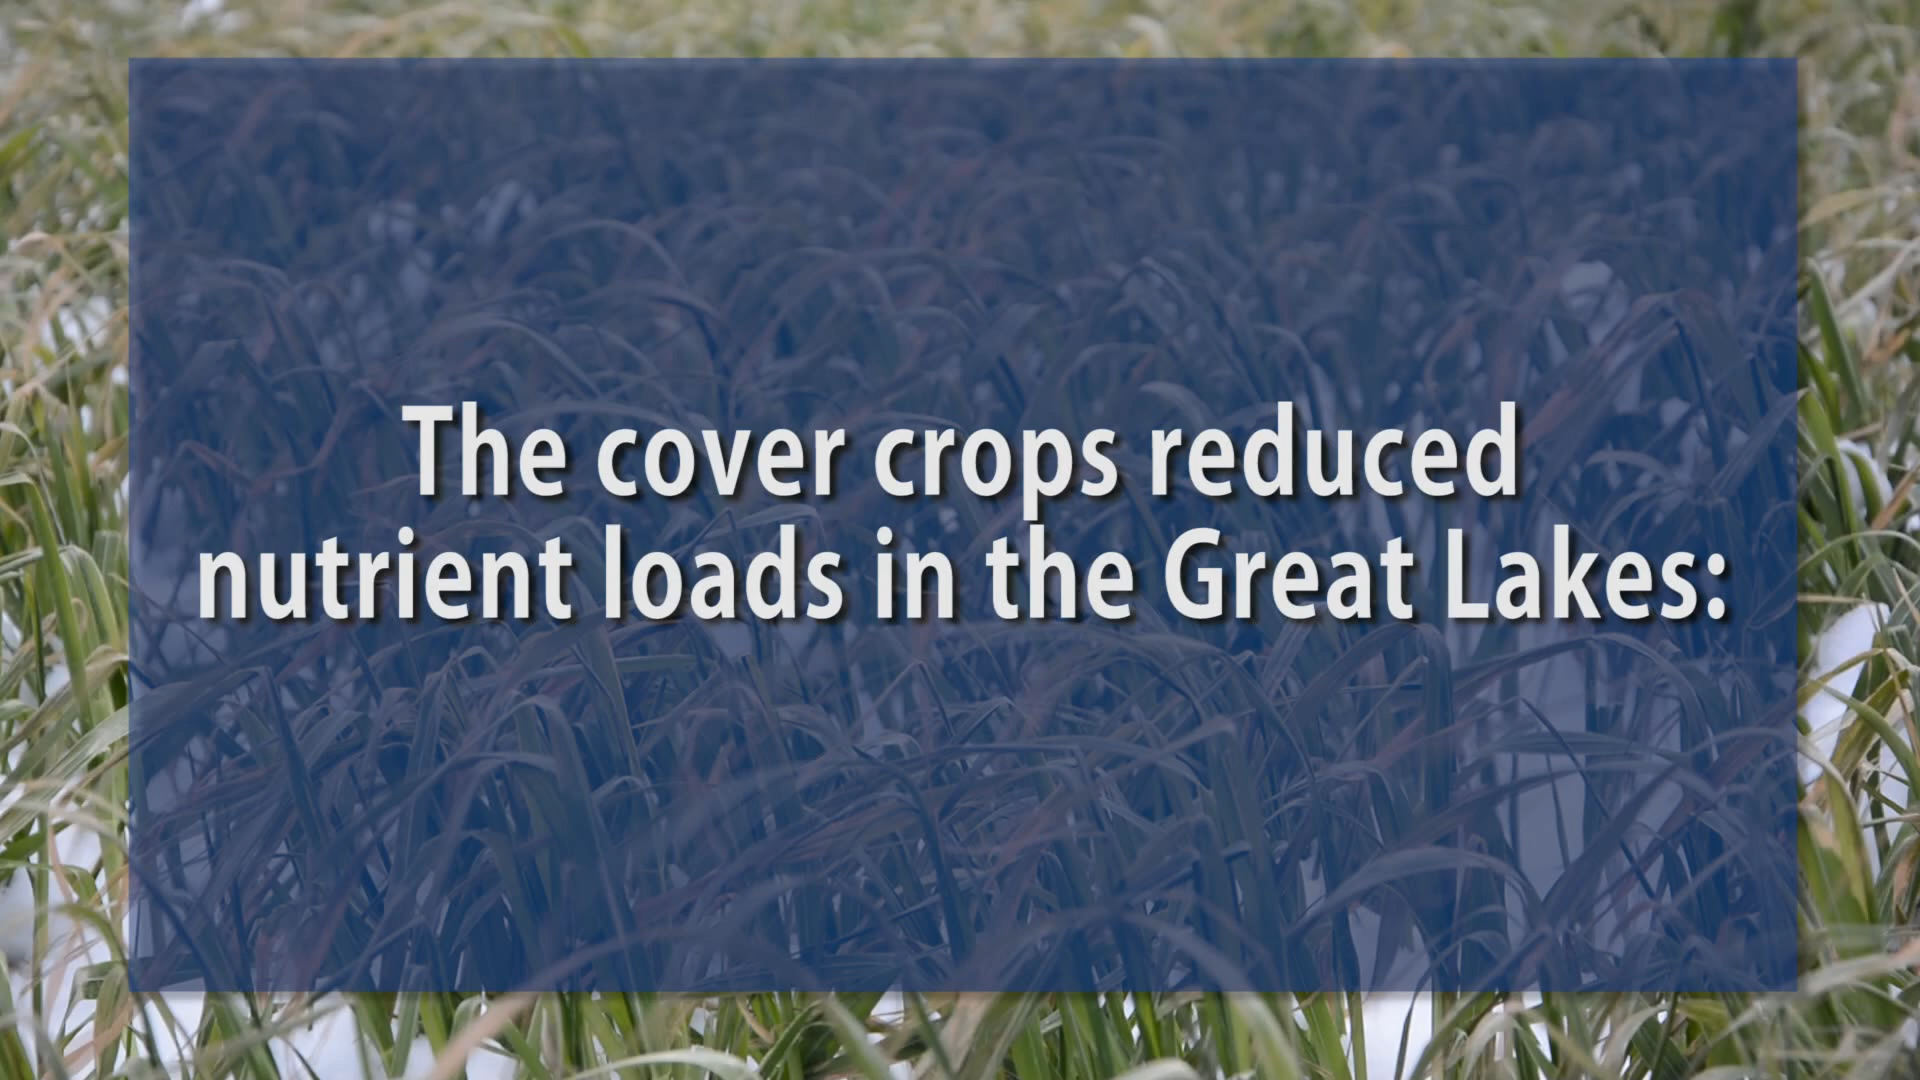 The cover crops reduced
nutrient loads in the Great Lakes: